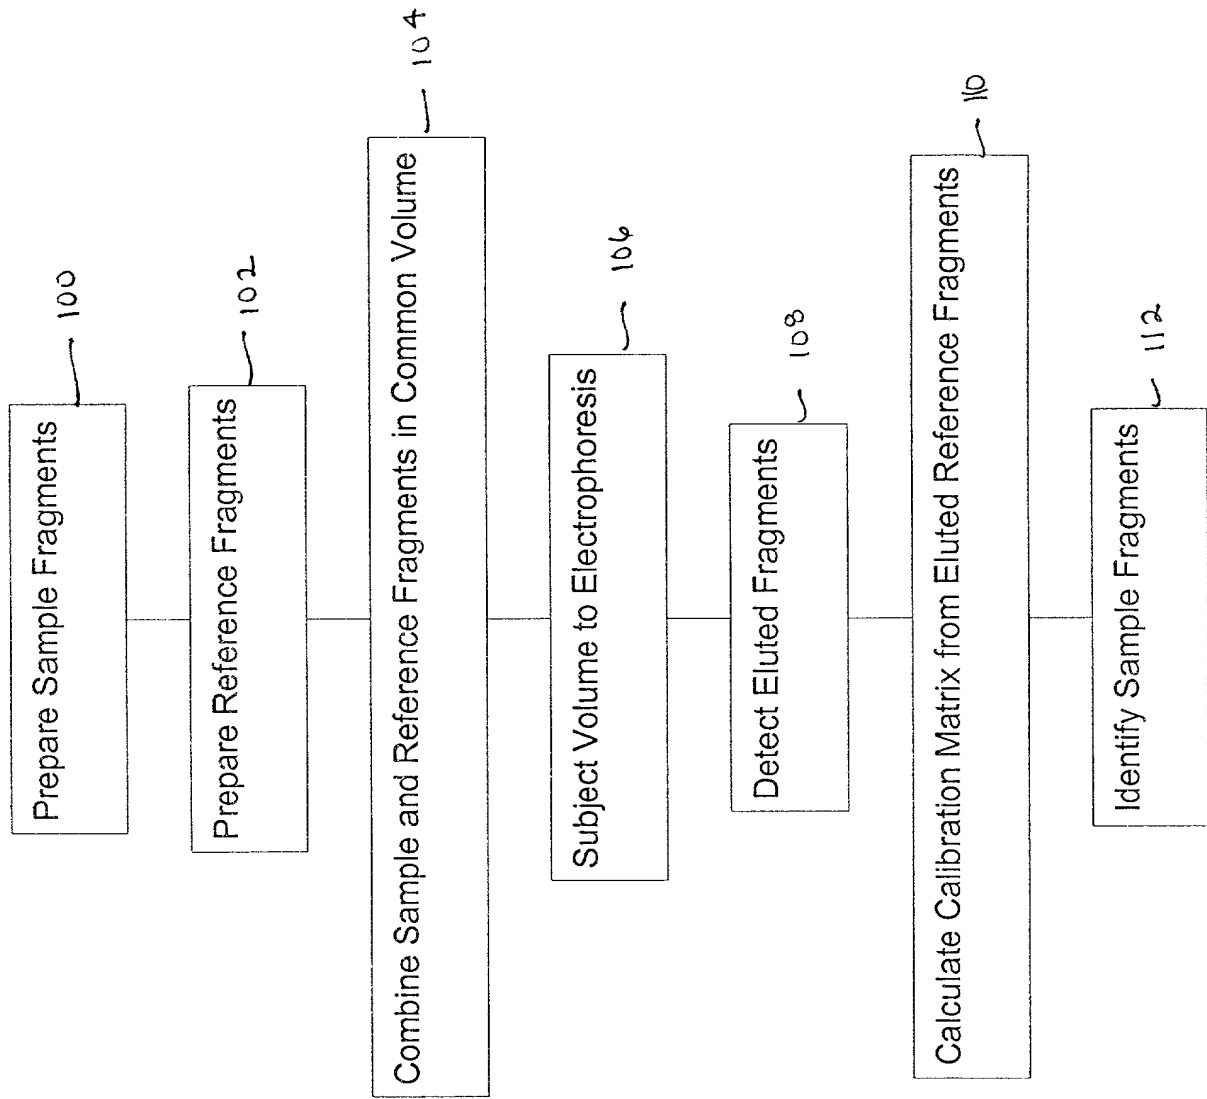 Prepare Sample Fragments
100
Prepare Reference Fragments
102
Combine Sample and Reference Fragments in Common Volume
104
Subject Volume to Electrophoresis
106
Detect Eluted Fragments
108
Calculate Calibration Matrix from Eluted Reference Fragments
110
Identify Sample Fragments
112